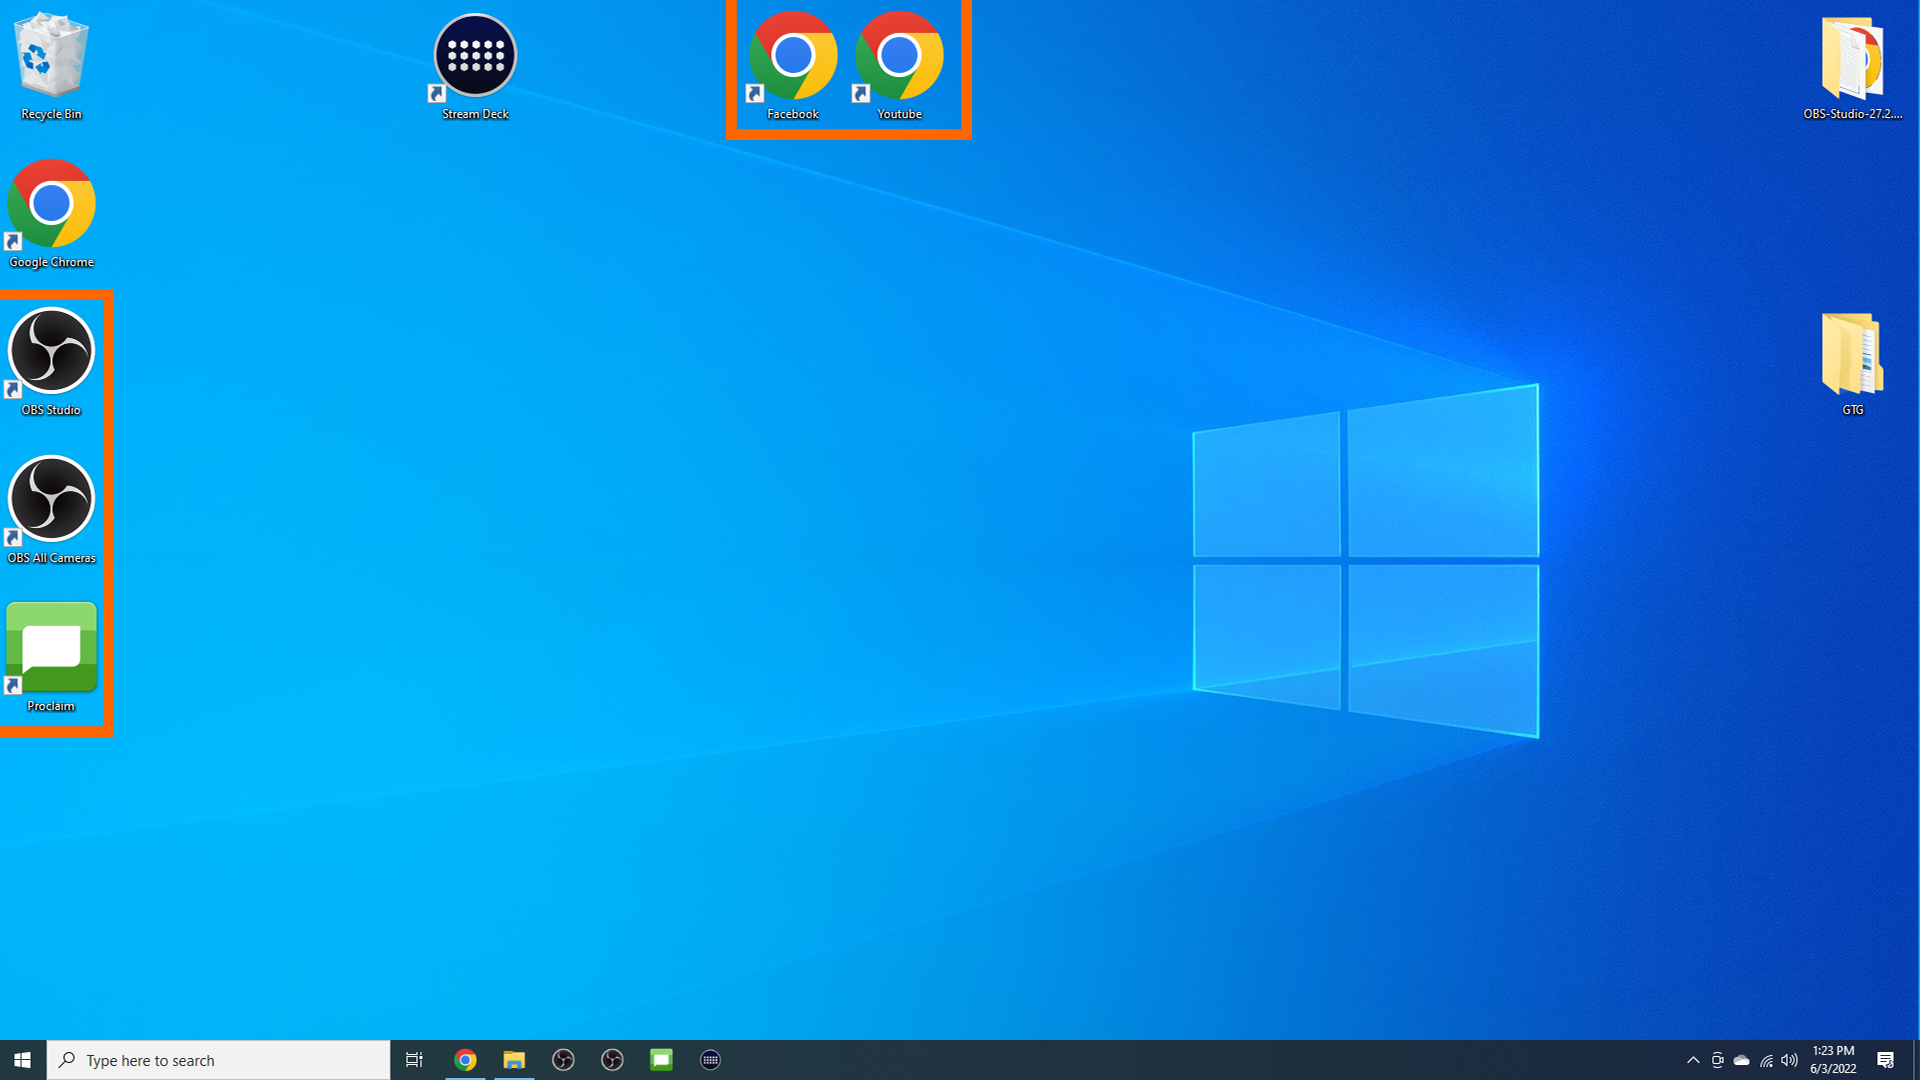 Recycle Bin
Stream Deck
Facebook
Youtube
OBS-Studio-27.2....
Google Chrome
OBS Studio
GTG
OBS All Cameras
Proclaim
Type here to search
1:23 PM
6/3/2022